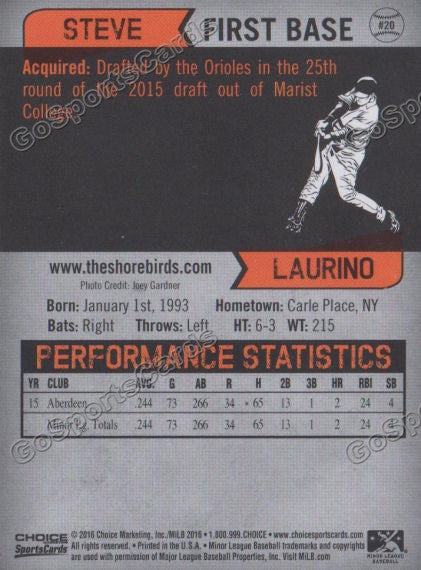 STEVE
FIRST BASE
#20
Acquired: Drafted by the Orioles in the 25th
round of the 2015 draft out of Marist
College.
www.theshorebirds.com
Photo Credit: Joey Gardner
LAURINO
Born: January 1st, 1993 Hometown: Carle Place, NY
Bats: Right Throws: Left HT: 6-3 WT: 215
PERFORMANCE STATISTICS
YR CLUB AVG. G AB R H 2B 3B HR RBI SB
15 Aberdeen .244 73 266 34 65 13 1 2 24 4
Minor Lg. Totals .244 73 266 34 65 13 1 2 24 4
CHOICE
SportsCards
© 2016 Choice Marketing, Inc./MiLB 2016 • 1.800.999.CHOICE • www.choicesportscards.com
All rights reserved. • Printed in the U.S.A. • Minor League Baseball trademarks and copyrights
are used with permission of Major League Baseball Properties, Inc. Visit MiLB.com
MINOR LEAGUE
BASEBALL
GoSportsCards
GoSportsCards
GoSportsCards
GoSportsCards